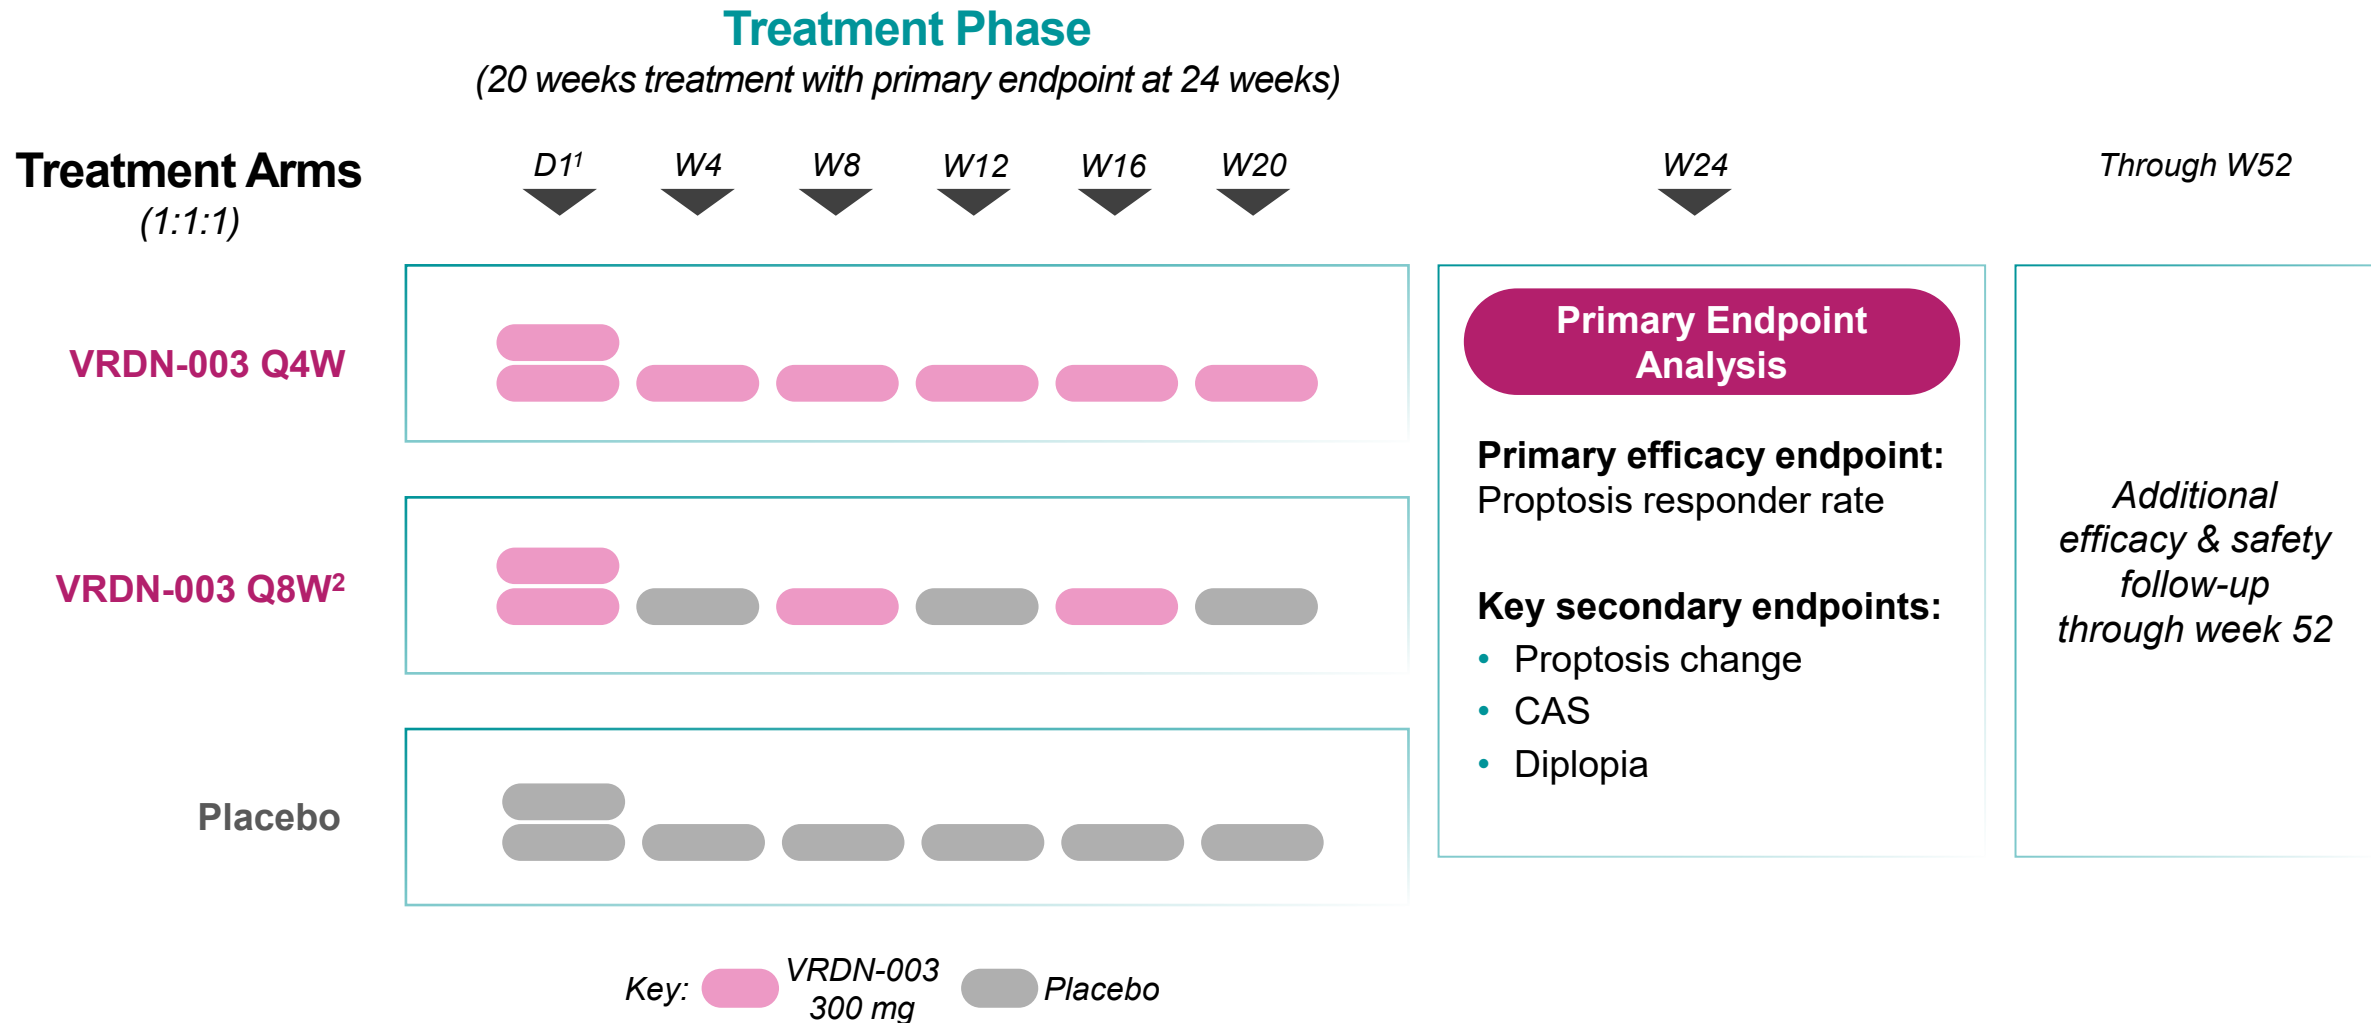 Treatment Phase
(20 weeks treatment with primary endpoint at 24 weeks)
Treatment Arms
(1:1:1)
D1¹
W4
W8
W12
W16
W20
W24
Through W52
VRDN-003 Q4W
VRDN-003 Q8W²
Placebo
Primary Endpoint
Analysis
Primary efficacy endpoint:
Proptosis responder rate
Key secondary endpoints:
• Proptosis change
• CAS
• Diplopia
Additional
efficacy & safety
follow-up
through week 52
Key:
VRDN-003
300 mg
Placebo